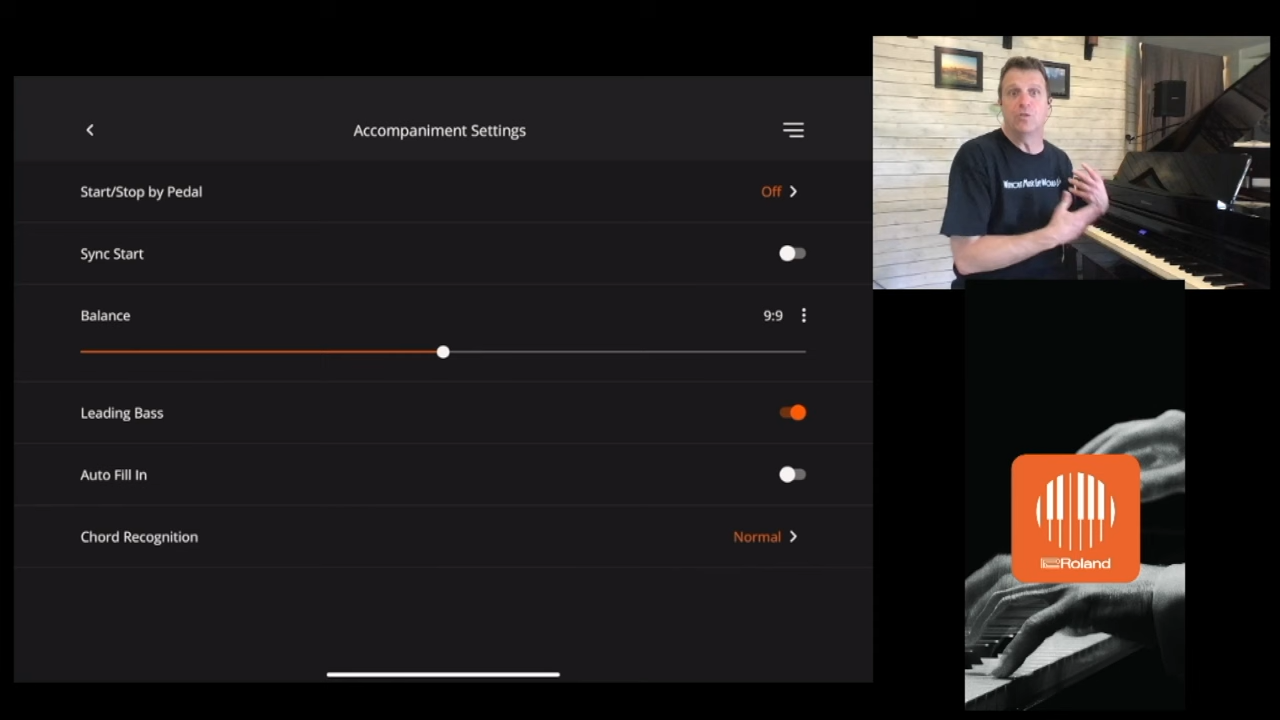 Accompaniment Settings
Start/Stop by Pedal
Off
Sync Start
Balance
9:9
Leading Bass
Auto Fill In
Chord Recognition
Normal
Roland